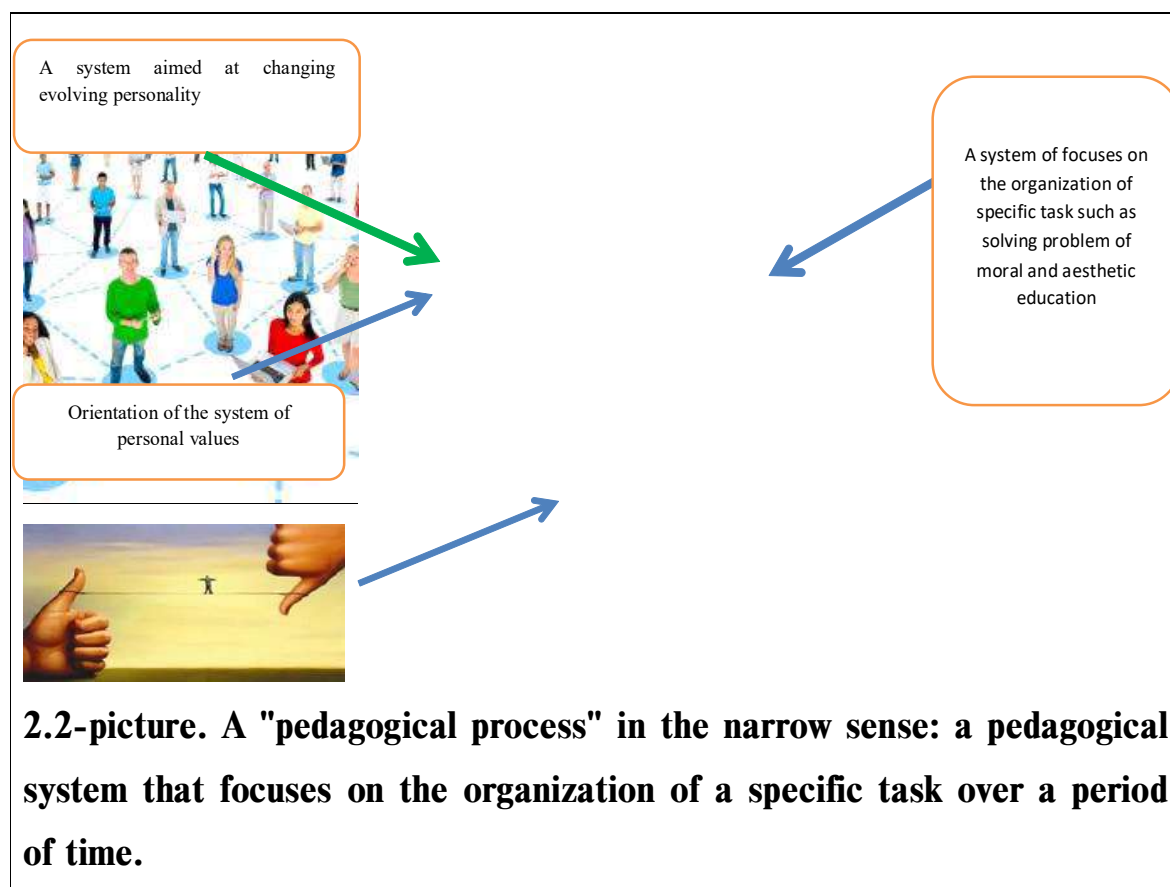 A system aimed at changing
evolving personality
A system of focuses on
the organization of
specific task such as
solving problem of
moral and aesthetic
education
Orientation of the system of
personal values
2.2-picture. A "pedagogical process" in the narrow sense: a pedagogical
system that focuses on the organization of a specific task over a period
of time.